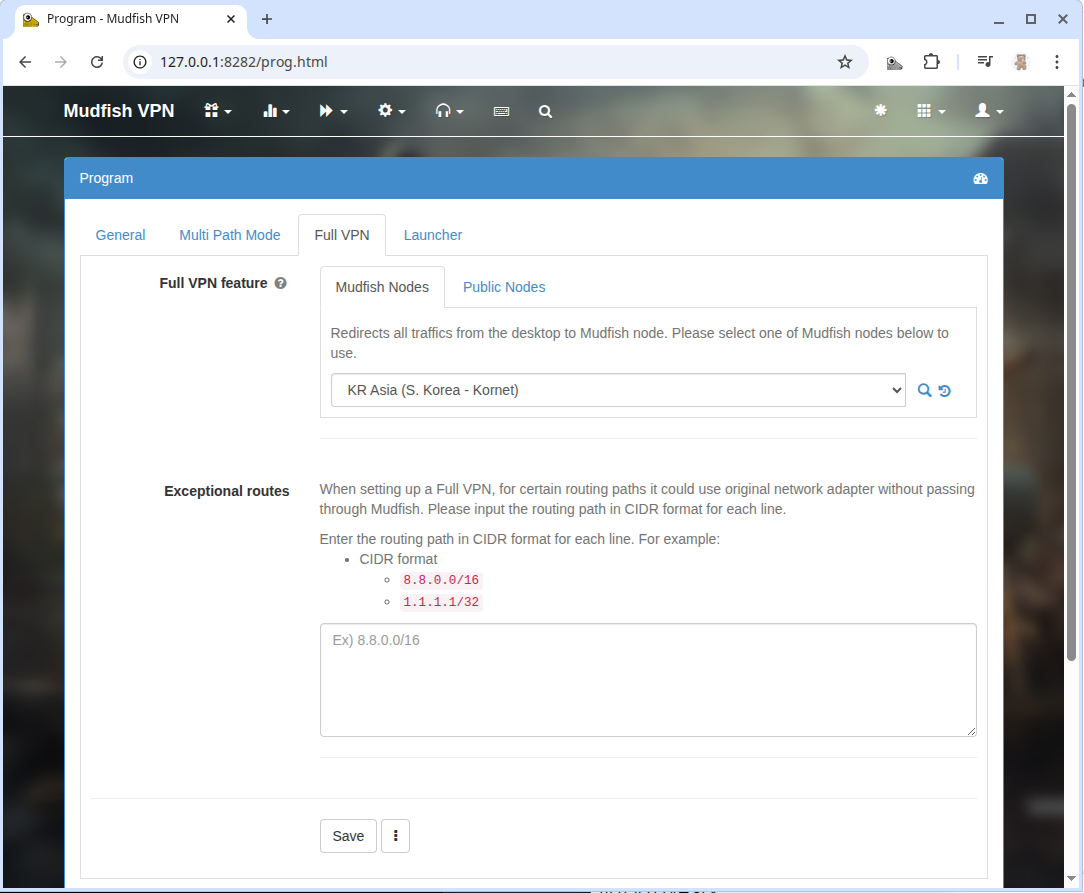 Program - Mudfish VPN
127.0.0.1:8282/prog.html
Mudfish VPN
Program
General Multi Path Mode Full VPN Launcher
Full VPN feature
Mudfish Nodes Public Nodes
Redirects all traffics from the desktop to Mudfish node. Please select one of Mudfish nodes below to
use.
KR Asia (S. Korea - Kornet)
Exceptional routes
When setting up a Full VPN, for certain routing paths it could use original network adapter without passing
through Mudfish. Please input the routing path in CIDR format for each line.
Enter the routing path in CIDR format for each line. For example:
CIDR format
8.8.0.0/16
1.1.1.1/32
Ex) 8.8.0.0/16
Save